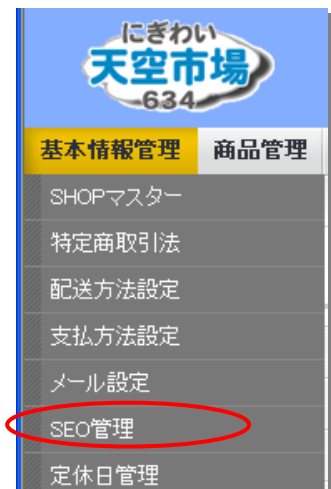 にぎわい
天空市場
634
基本情報管理 商品管理
SHOPマスター
特定商取引法
配送方法設定
支払方法設定
メール設定
SEO管理
定休日管理